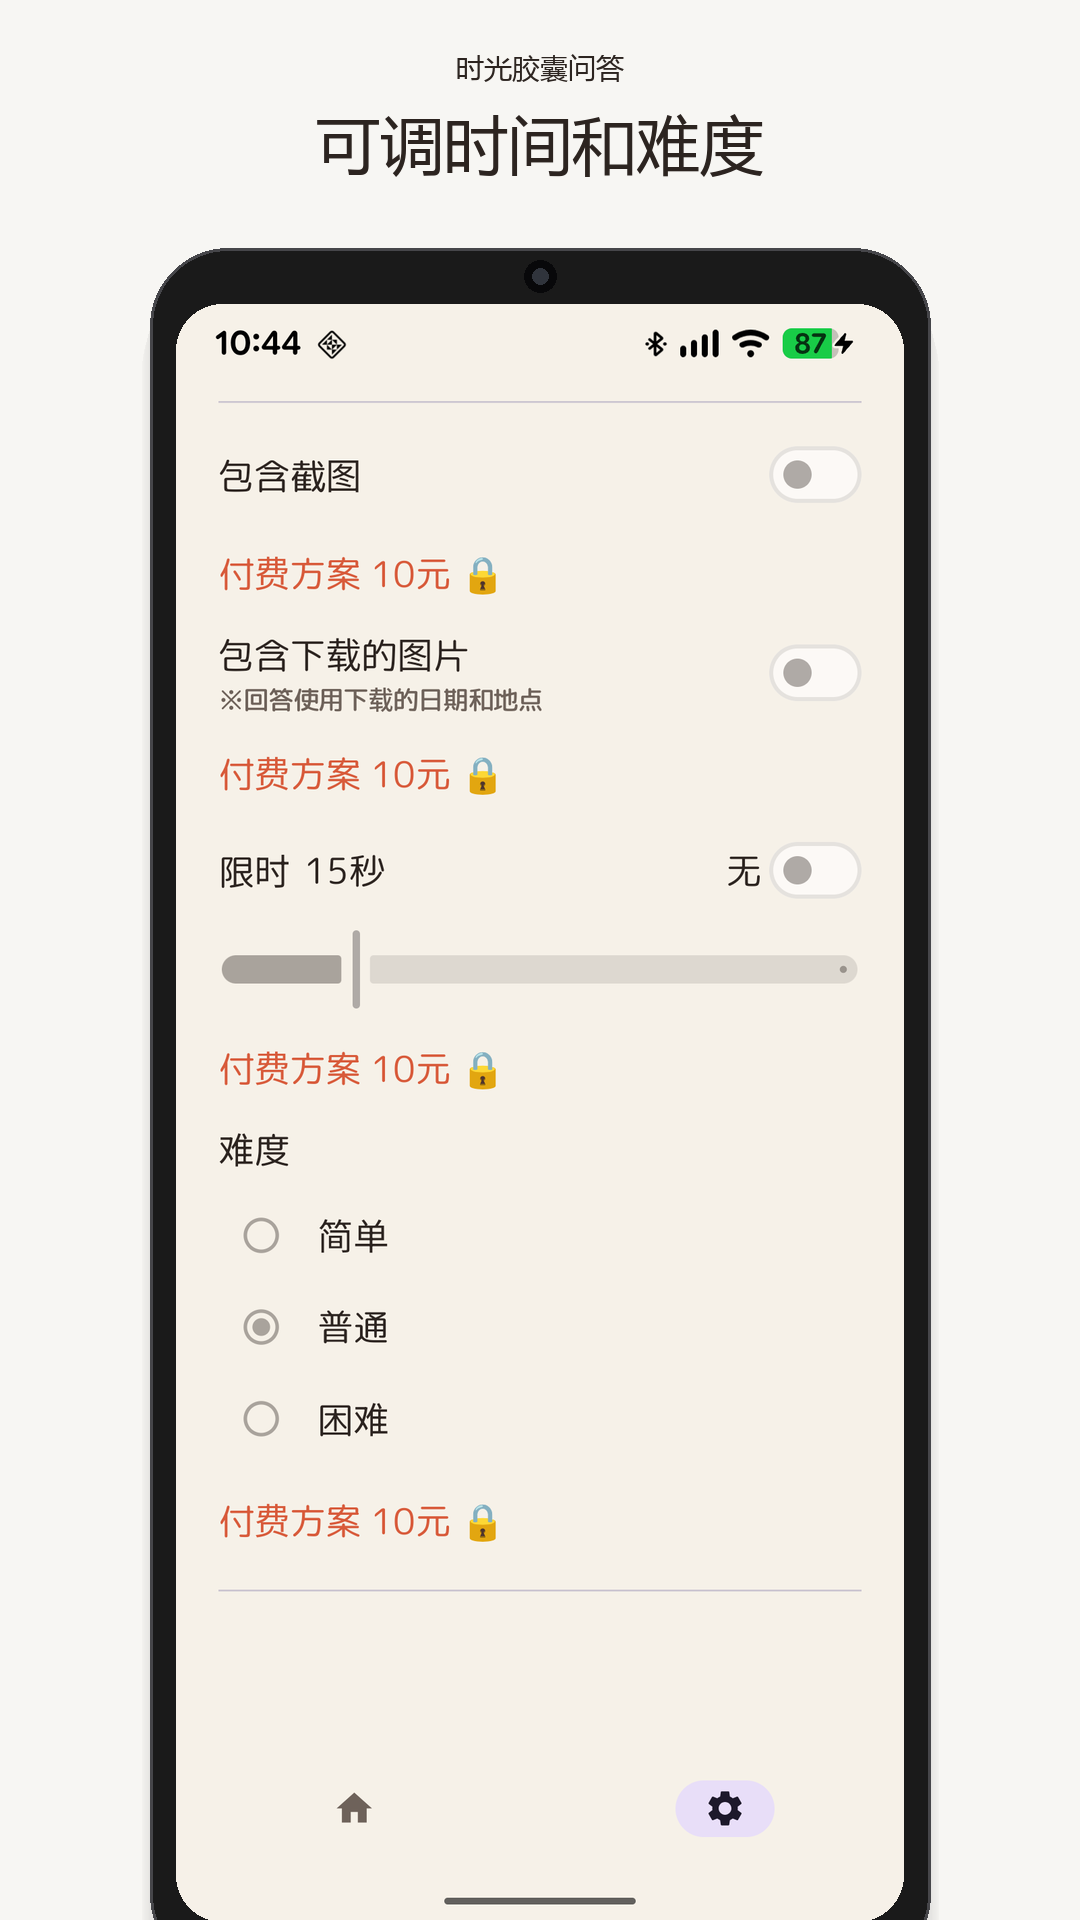 时光胶囊问答
可调时间和难度
10:44 87
包含截图
付费方案 10元 🔒
包含下载的图片
※回答使用下载的日期和地点
付费方案 10元 🔒
限时 15秒 无
付费方案 10元 🔒
难度
简单
普通
困难
付费方案 10元 🔒